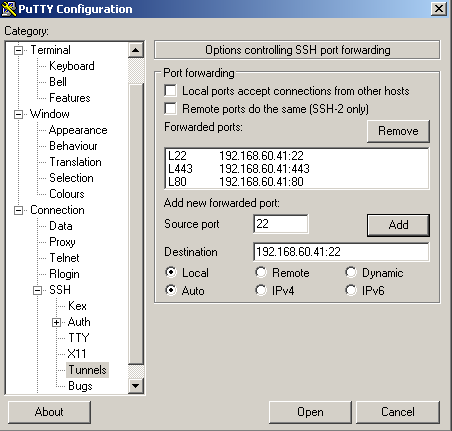 PuTTY Configuration
Category:
Terminal
Keyboard
Bell
Features
Window
Appearance
Behaviour
Translation
Selection
Colours
Connection
Data
Proxy
Telnet
Rlogin
SSH
Kex
Auth
TTY
X11
Tunnels
Bugs
Options controlling SSH port forwarding
Port forwarding
Local ports accept connections from other hosts
Remote ports do the same (SSH-2 only)
Forwarded ports:
Remove
L22 192.168.60.41:22
L443 192.168.60.41:443
L80 192.168.60.41:80
Add new forwarded port:
Source port 22 Add
Destination 192.168.60.41:22
Local Remote Dynamic
Auto IPv4 IPv6
About Open Cancel